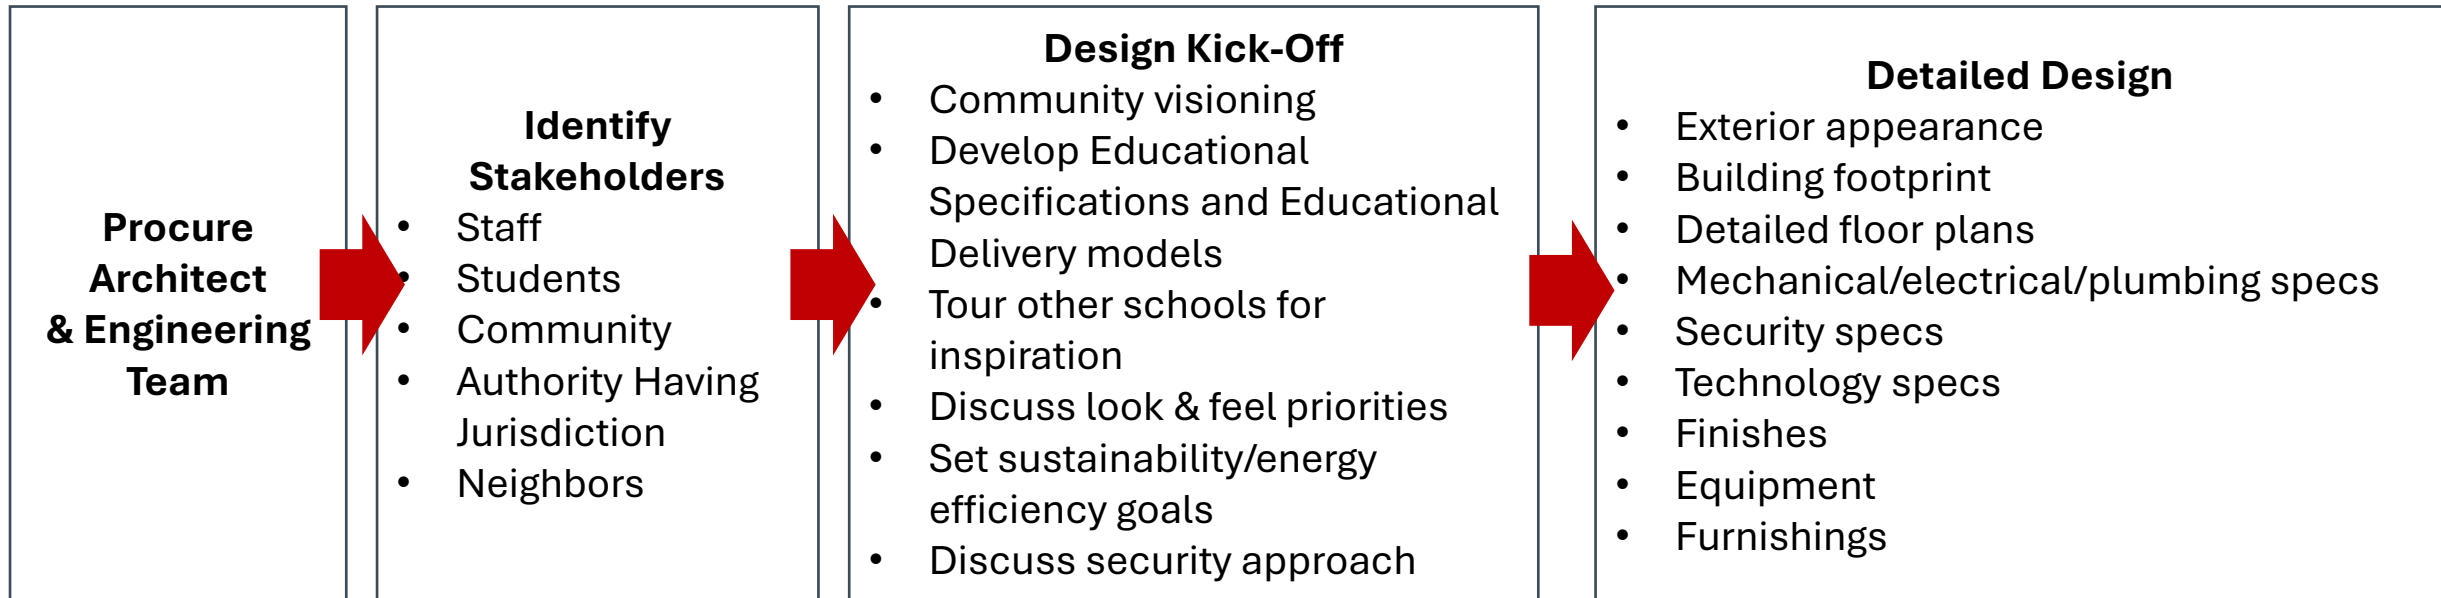 Procure
Architect
& Engineering
Team
Identify
Stakeholders
• Staff
• Students
• Community
• Authority Having
Jurisdiction
• Neighbors
Design Kick-Off
• Community visioning
• Develop Educational
Specifications and Educational
Delivery models
• Tour other schools for
inspiration
• Discuss look & feel priorities
• Set sustainability/energy
efficiency goals
• Discuss security approach
Detailed Design
• Exterior appearance
• Building footprint
• Detailed floor plans
• Mechanical/electrical/plumbing specs
• Security specs
• Technology specs
• Finishes
• Equipment
• Furnishings